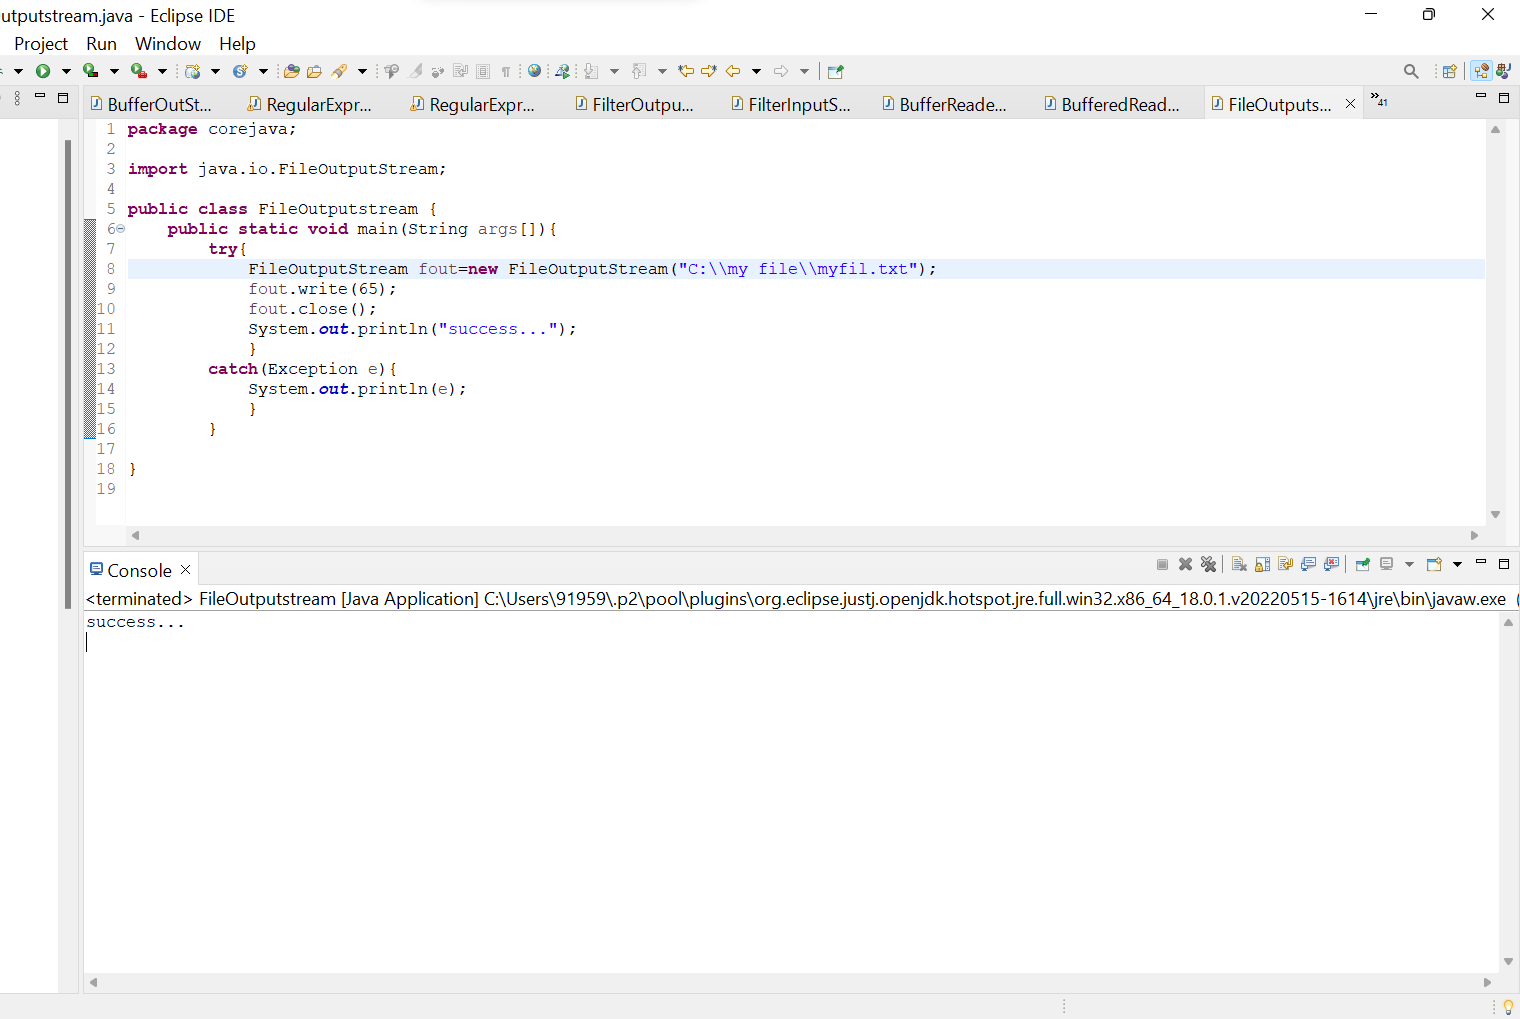 utputstream.java - Eclipse IDE
Project Run Window Help
BufferOutSt... RegularExpr... RegularExpr... FilterOutpu... FilterInputS... BufferReade... BufferedRead... FileOutputs... 41
1 package corejava;
2
3 import java.io.FileOutputStream;
4
5 public class FileOutputstream {
6 public static void main(String args[]){
7 try{
8 FileOutputStream fout=new FileOutputStream("C:\\my file\\myfil.txt");
9 fout.write(65);
10 fout.close();
11 System.out.println("success...");
12 }
13 catch(Exception e){
14 System.out.println(e);
15 }
16 }
17
18 }
19
Console
<terminated> FileOutputstream [Java Application] C:\Users\91959\.p2\pool\plugins\org.eclipse.justj.openjdk.hotspot.jre.full.win32.x86_64_18.0.1.v20220515-1614\jre\bin\javaw.exe (
success...